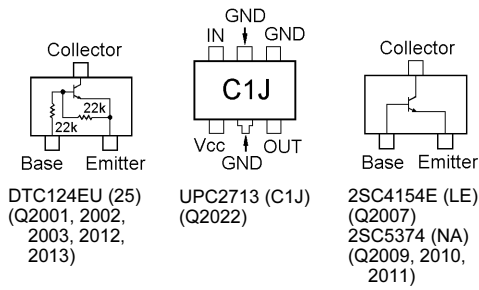 Collector
22k
22k
Base
Emitter
DTC124EU (25)
(Q2001, 2002,
2003, 2012,
2013)
GND
IN
GND
C1J
Vcc
OUT
GND
UPC2713 (C1J)
(Q2022)
Collector
Base
Emitter
2SC4154E (LE)
(Q2007)
2SC5374 (NA)
(Q2009, 2010,
2011)